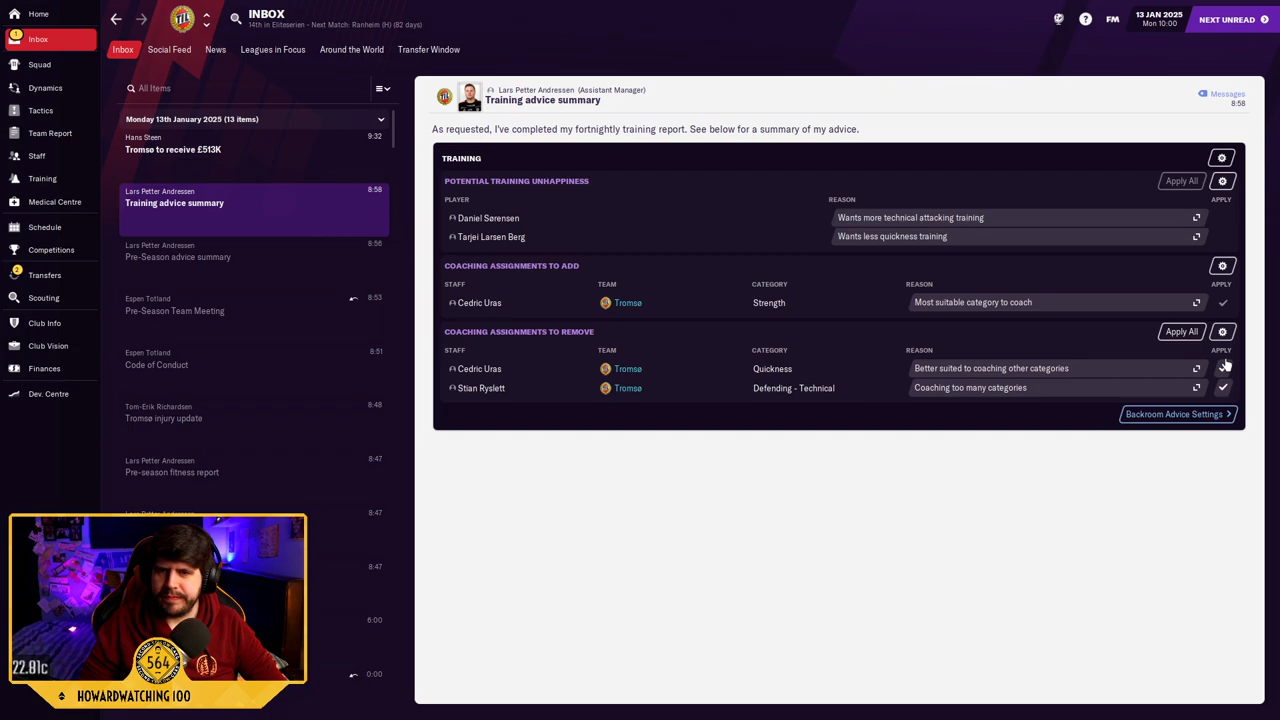 Home
1
Inbox
Squad
Dynamics
Tactics
Team Report
Staff
Training
Medical Centre
Schedule
Competitions
2
Transfers
Scouting
Club Info
Club Vision
Finances
Dev. Centre
INBOX
14th in Eliteserien - Next Match: Ranheim (H) (82 days)
FM
13 JAN 2025
Mon 10:00
NEXT UNREAD
Inbox
Social Feed
News
Leagues in Focus
Around the World
Transfer Window
All Items
Monday 13th January 2025 (13 items)
Hans Steen
9:32
Tromsø to receive £513K
Lars Petter Andressen
8:58
Training advice summary
Lars Petter Andressen
8:56
Pre-Season advice summary
Espen Totland
8:53
Pre-Season Team Meeting
Espen Totland
8:51
Code of Conduct
Tom-Erik Richardsen
8:48
Tromsø injury update
Lars Petter Andressen
8:47
Pre-season fitness report
8:47
8:47
6:00
0:00
TIL
Lars Petter Andressen (Assistant Manager)
Training advice summary
Messages
8:58
As requested, I've completed my fortnightly training report. See below for a summary of my advice.
TRAINING
POTENTIAL TRAINING UNHAPPINESS
Apply All
PLAYER REASON APPLY
Daniel Sørensen Wants more technical attacking training
Tarjei Larsen Berg Wants less quickness training
COACHING ASSIGNMENTS TO ADD
STAFF TEAM CATEGORY REASON APPLY
Cedric Uras Tromsø Strength Most suitable category to coach
COACHING ASSIGNMENTS TO REMOVE
Apply All
STAFF TEAM CATEGORY REASON APPLY
Cedric Uras Tromsø Quickness Better suited to coaching other categories
Stian Ryslett Tromsø Defending - Technical Coaching too many categories
Backroom Advice Settings
22.81c
564
HOWARDWATCHING 100